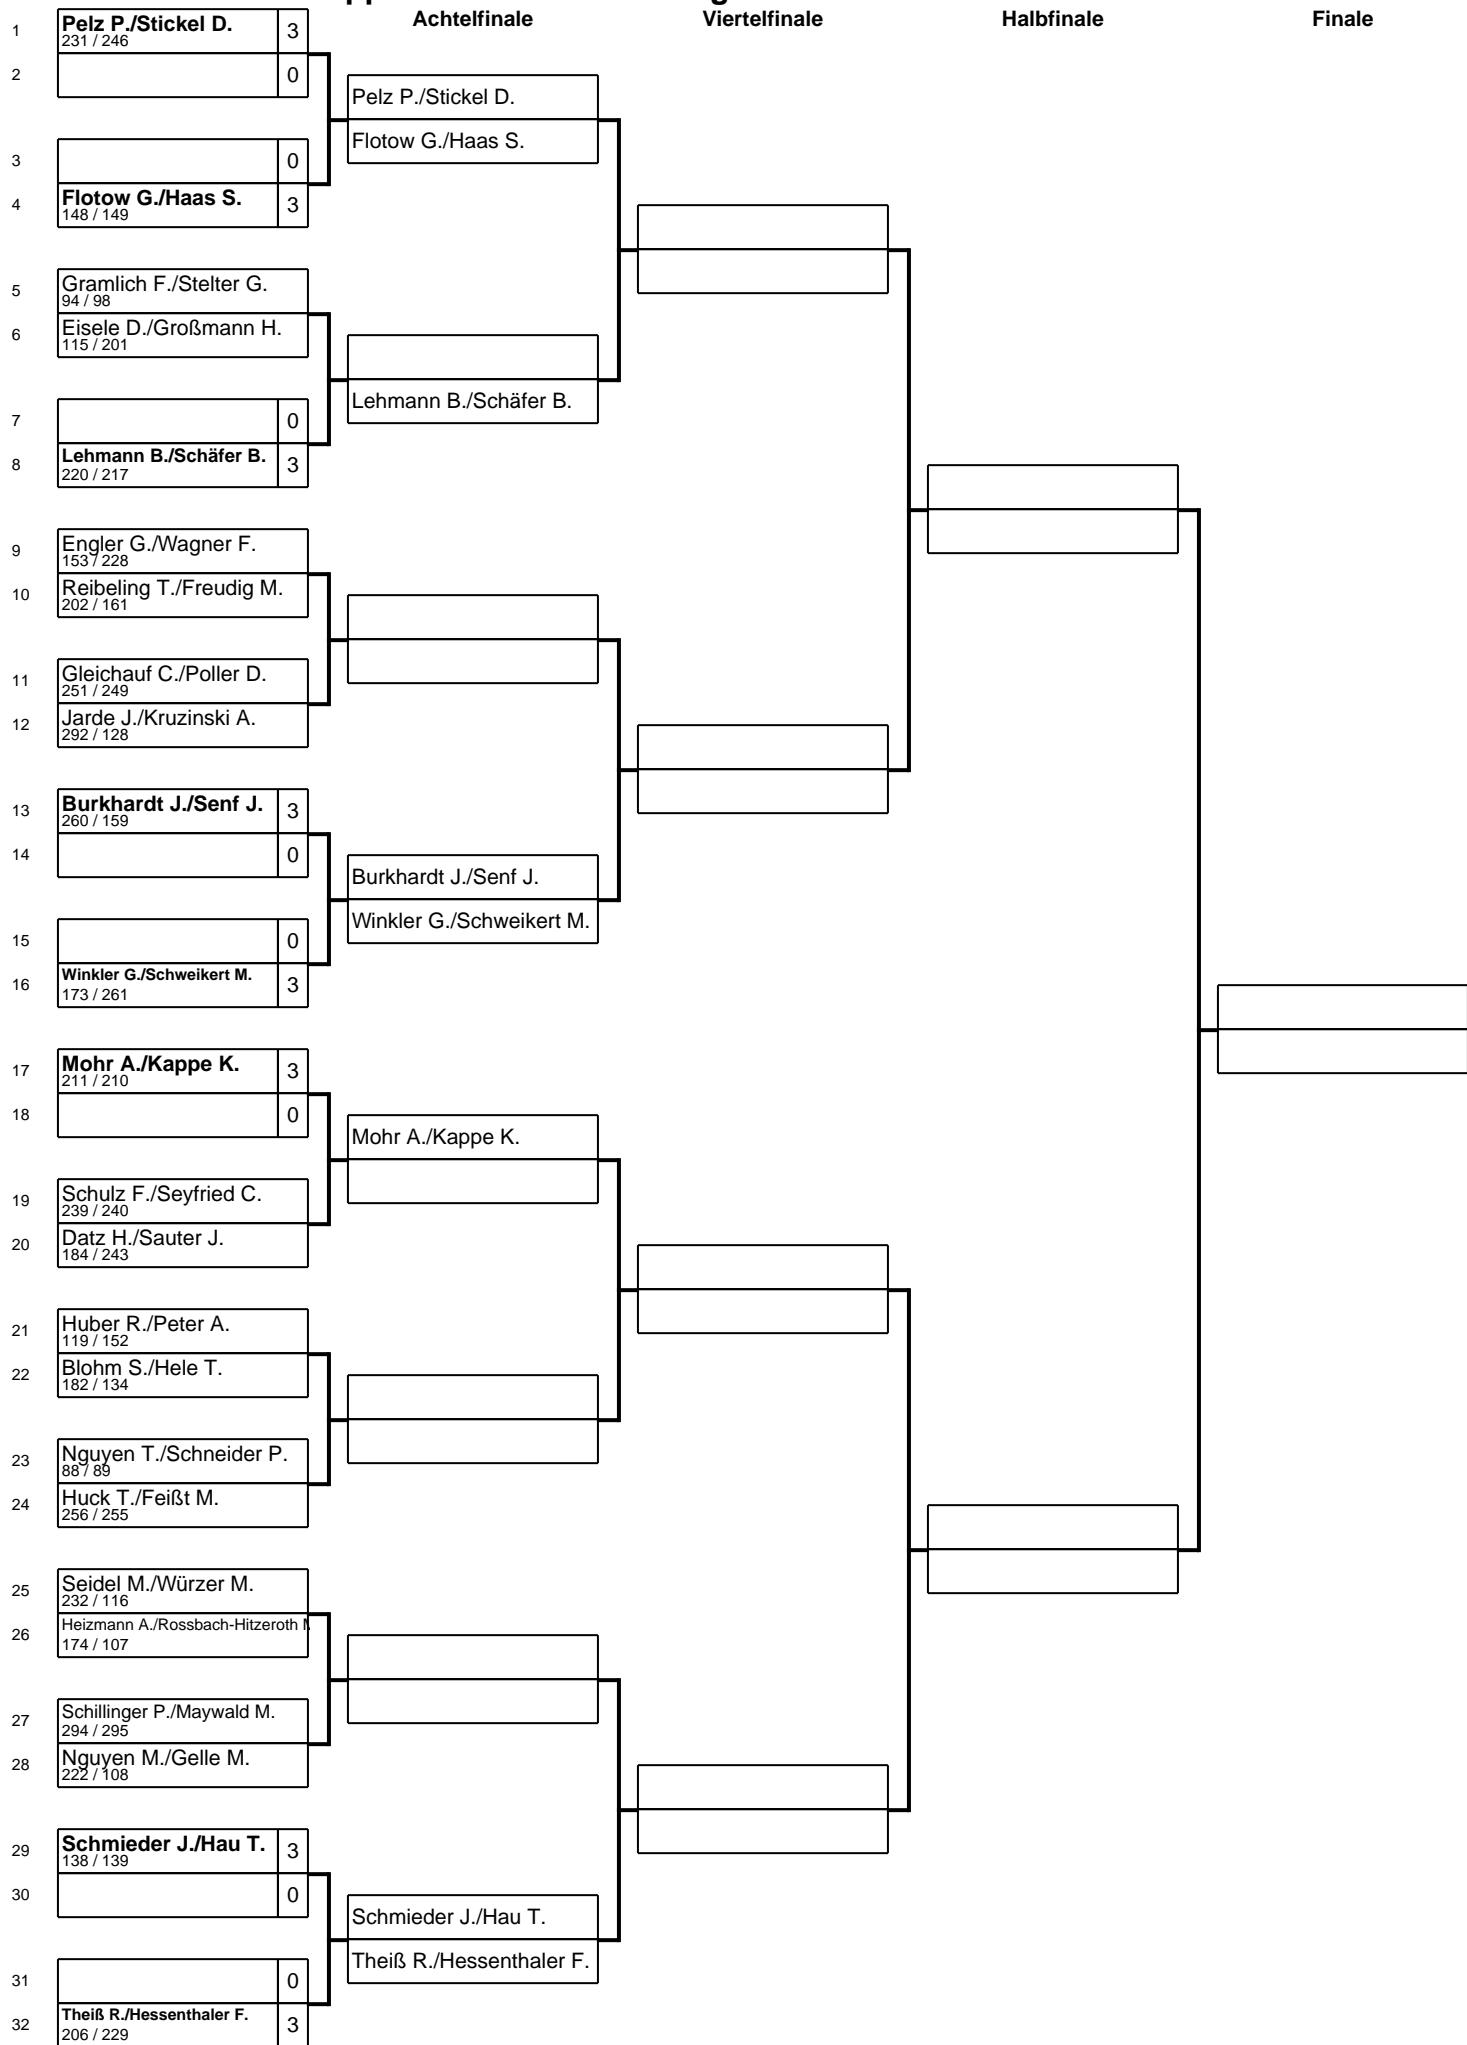 Achtelfinale Viertelfinale Halbfinale Finale
1 Pelz P./Stickel D. 3
231 / 246
2 0
Pelz P./Stickel D.
Flotow G./Haas S.
3 0
4 Flotow G./Haas S. 3
148 / 149
5 Gramlich F./Stelter G.
94 / 98
6 Eisele D./Großmann H.
115 / 201
Lehmann B./Schäfer B.
7 0
8 Lehmann B./Schäfer B. 3
220 / 217
9 Engler G./Wagner F.
153 / 228
10 Reibeling T./Freudig M.
202 / 161
11 Gleichauf C./Poller D.
251 / 249
12 Jarde J./Kruzinski A.
292 / 128
13 Burkhardt J./Senf J. 3
260 / 159
14 0
Burkhardt J./Senf J.
Winkler G./Schweikert M.
15 0
16 Winkler G./Schweikert M. 3
173 / 261
17 Mohr A./Kappe K. 3
211 / 210
18 0
Mohr A./Kappe K.
19 Schulz F./Seyfried C.
239 / 240
20 Datz H./Sauter J.
184 / 243
21 Huber R./Peter A.
119 / 152
22 Blohm S./Hele T.
182 / 134
23 Nguyen T./Schneider P.
88 / 89
24 Huck T./Feißt M.
256 / 255
25 Seidel M./Würzer M.
232 / 116
26 Heizmann A./Rossbach-Hitzeroth
174 / 107
27 Schillinger P./Maywald M.
294 / 295
28 Nguyen M./Gelle M.
222 / 108
29 Schmieder J./Hau T. 3
138 / 139
30 0
Schmieder J./Hau T.
Theiß R./Hessenthaler F.
31 0
32 Theiß R./Hessenthaler F. 3
206 / 229